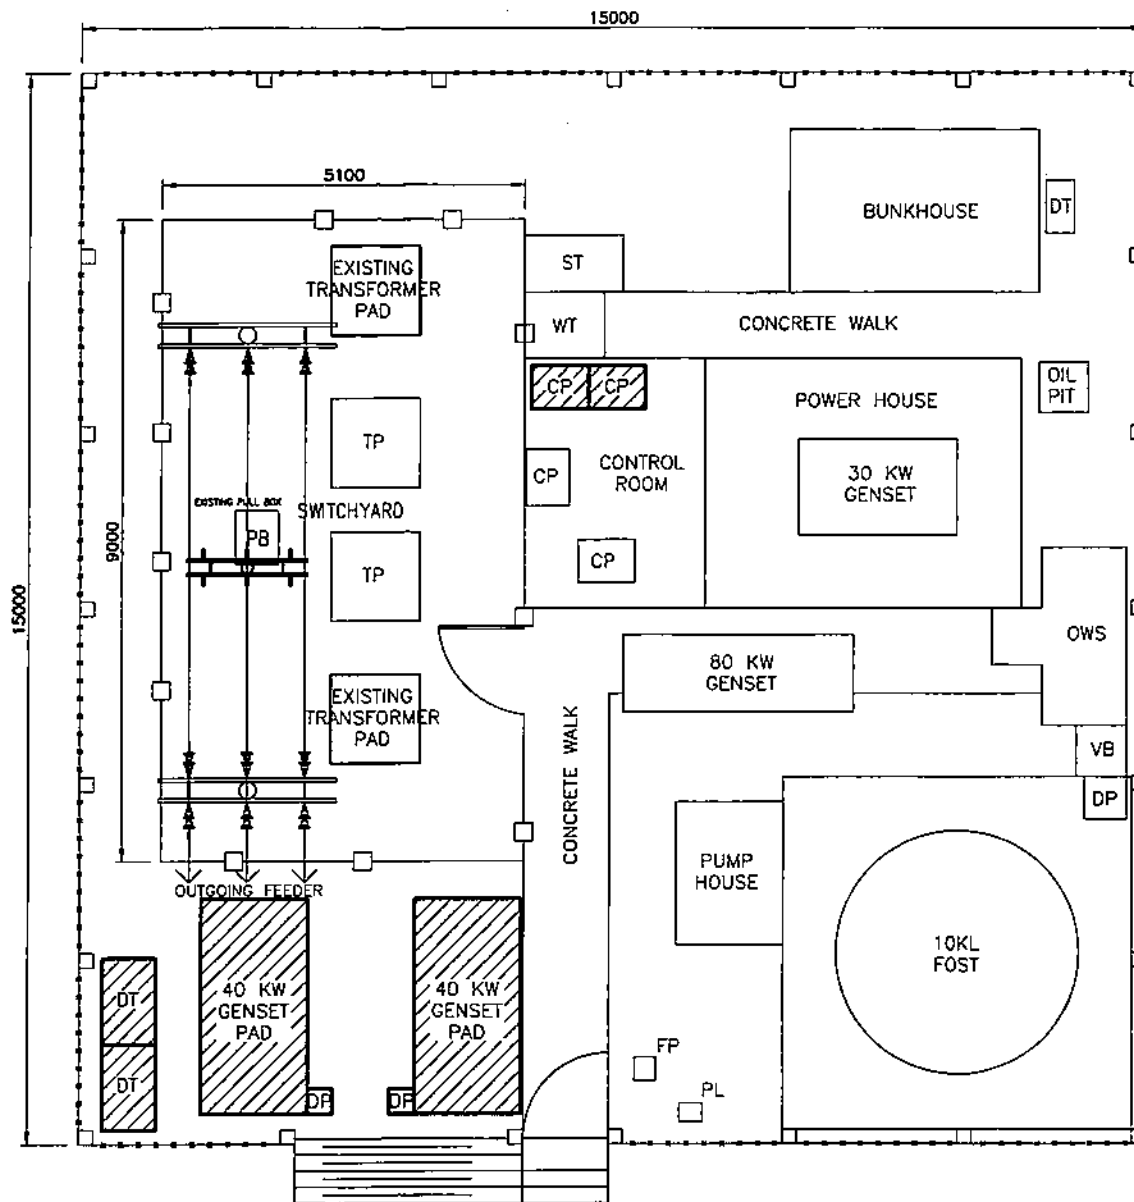 15000
5100
BUNKHOUSE
DT
EXISTING
TRANSFORMER
PAD
ST
WT
CONCRETE WALK
CP
CP
OIL
PIT
POWER HOUSE
TP
CP
CONTROL
ROOM
30 KW
GENSET
EXISTING PULL BOX
SWITCHYARD
PB
9000
CP
TP
15000
OWS
80 KW
GENSET
EXISTING
TRANSFORMER
PAD
VB
CONCRETE WALK
DP
PUMP
HOUSE
OUTGOING FEEDER
10KL
FOST
40 KW
GENSET
PAD
40 KW
GENSET
PAD
DT
DT
FP
PL
DP
DP